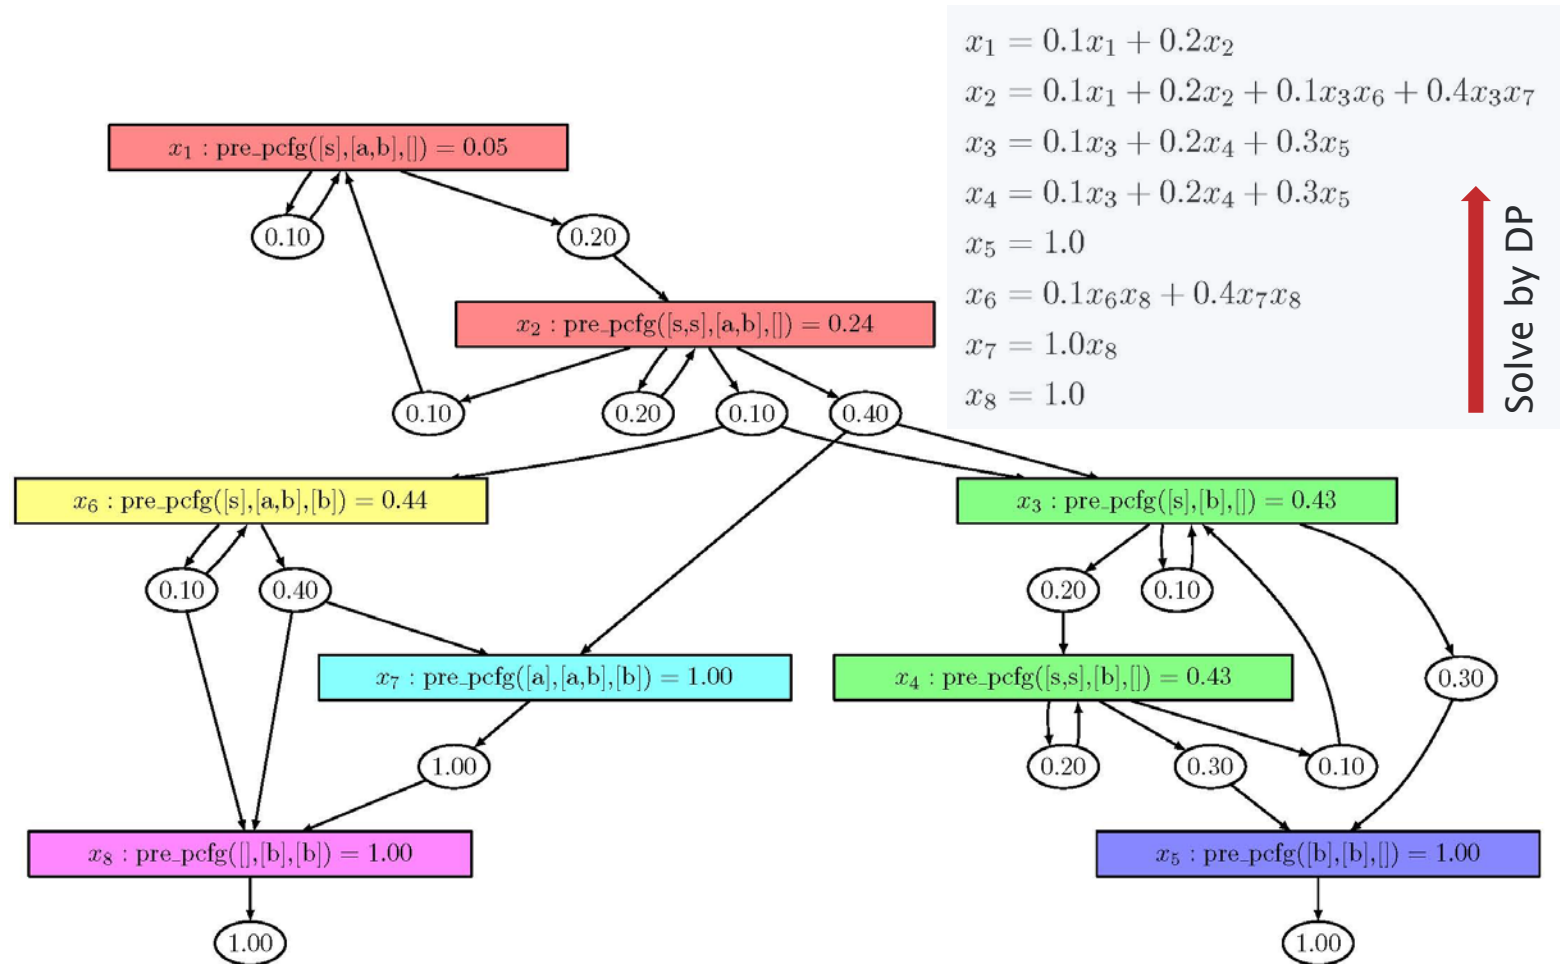 x₁ = 0.1x₁ + 0.2x₂
x₂ = 0.1x₁ + 0.2x₂ + 0.1x₃x₆ + 0.4x₃x₇
x₃ = 0.1x₃ + 0.2x₄ + 0.3x₅
x₄ = 0.1x₃ + 0.2x₄ + 0.3x₅
x₅ = 1.0
x₆ = 0.1x₆x₈ + 0.4x₇x₈
x₇ = 1.0x₈
x₈ = 1.0
Solve by DP
x₁ : pre_pcfg([s],[a,b],[]) = 0.05
0.10
0.20
x₂ : pre_pcfg([s,s],[a,b],[]) = 0.24
0.10
0.20
0.10
0.40
x₆ : pre_pcfg([s],[a,b],[b]) = 0.44
x₃ : pre_pcfg([s],[b],[]) = 0.43
0.10
0.40
0.20
0.10
x₇ : pre_pcfg([a],[a,b],[b]) = 1.00
x₄ : pre_pcfg([s,s],[b],[]) = 0.43
0.30
1.00
0.20
0.30
0.10
x₈ : pre_pcfg([],[b],[b]) = 1.00
x₅ : pre_pcfg([b],[b],[]) = 1.00
1.00
1.00